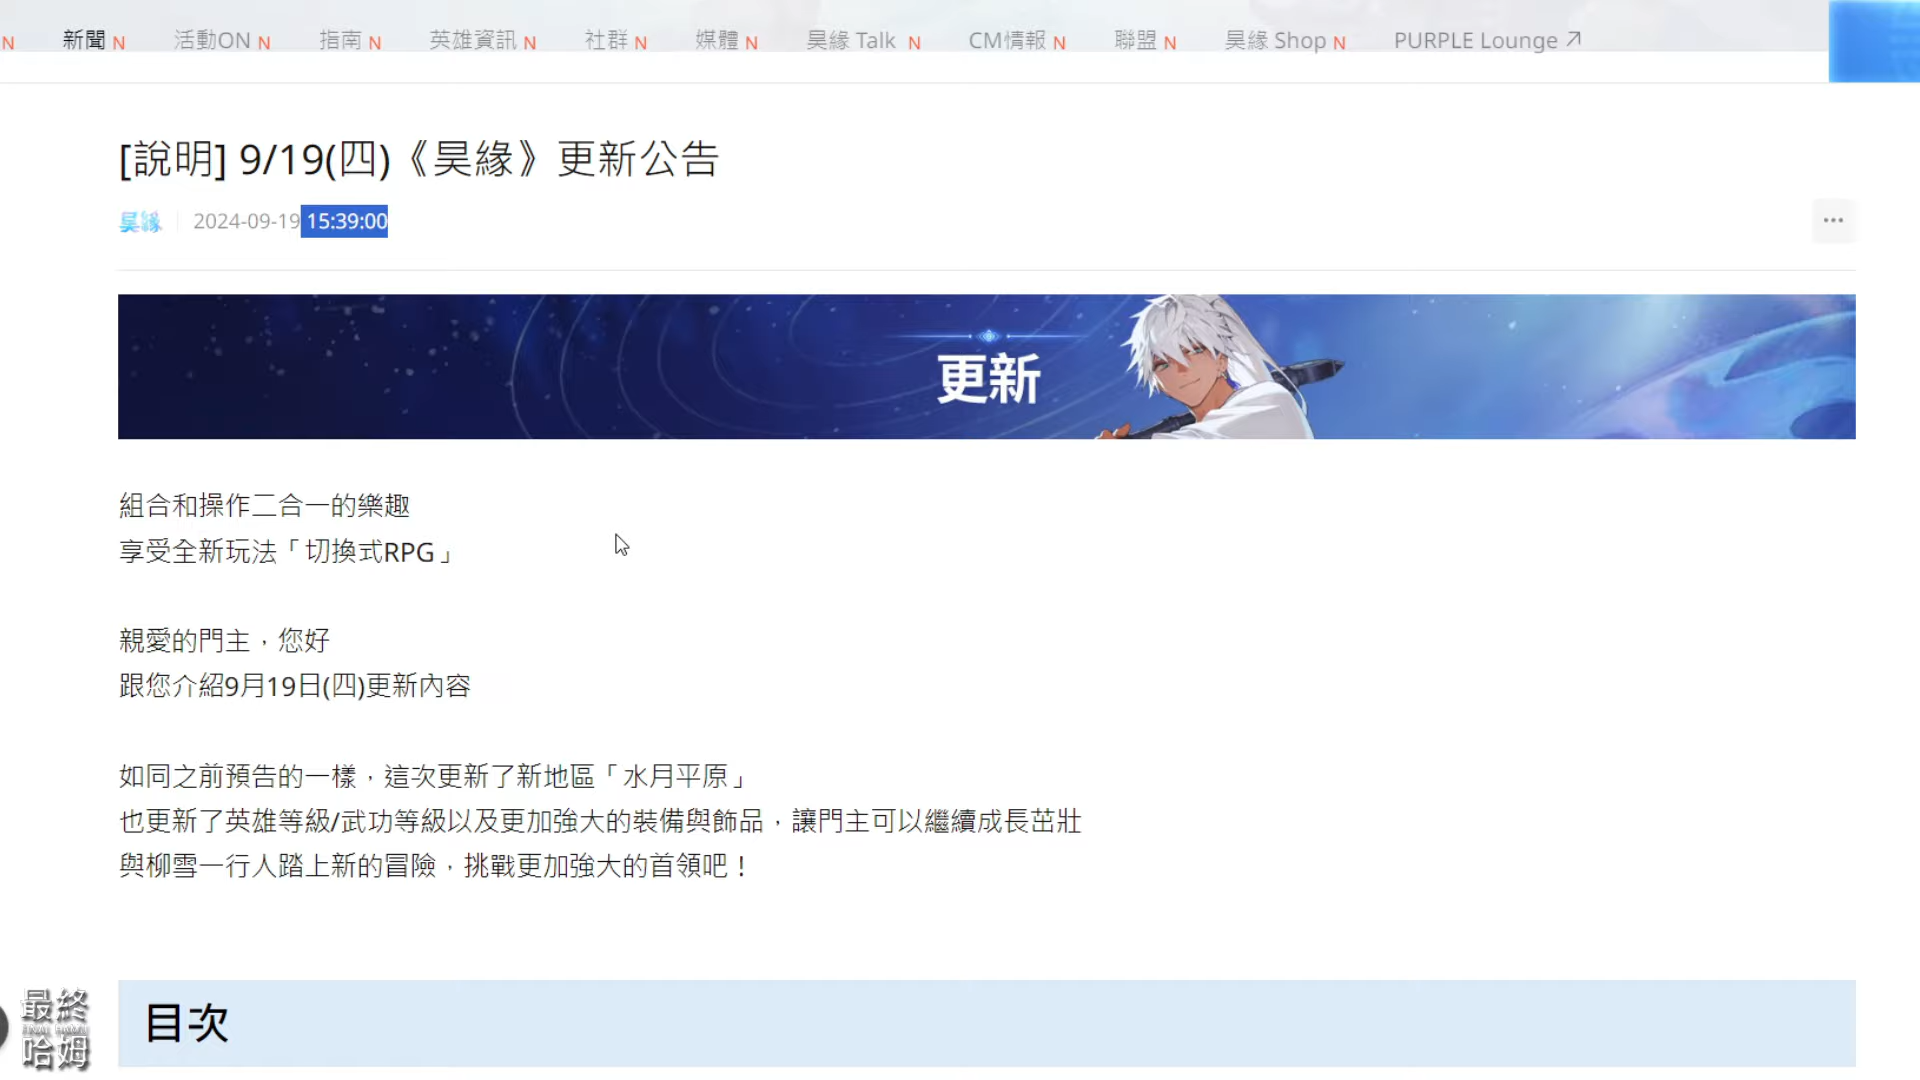 N 新聞 N 活動ON N 指南 N 英雄資訊 N 社群 N 媒體 N 昊緣 Talk N CM情報 N 聯盟 N 昊緣 Shop N PURPLE Lounge
[說明] 9/19(四)《昊緣》更新公告
昊緣 2024-09-19 15:39:00
更新
組合和操作二合一的樂趣
享受全新玩法「切換式RPG」
親愛的門主，您好
跟您介紹9月19日(四)更新內容
如同之前預告的一樣，這次更新了新地區「水月平原」
也更新了英雄等級/武功等級以及更加強大的裝備與飾品，讓門主可以繼續成長茁壯
與柳雪一行人踏上新的冒險，挑戰更加強大的首領吧！
目次
最終
哈姆